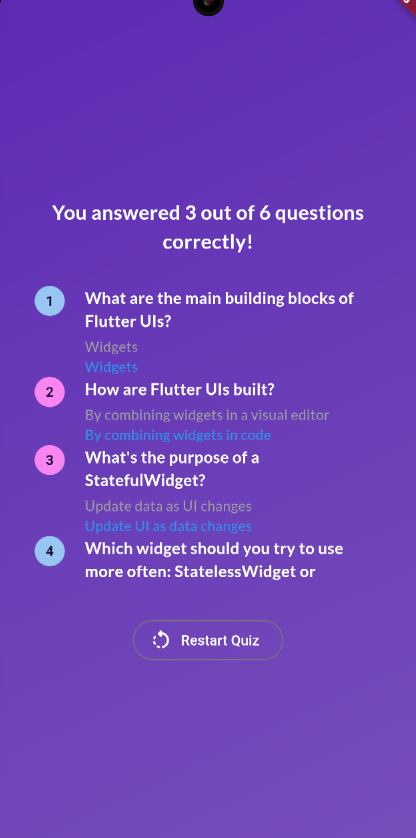 You answered 3 out of 6 questions
correctly!
1
What are the main building blocks of
Flutter UIs?
Widgets
Widgets
2
How are Flutter UIs built?
By combining widgets in a visual editor
By combining widgets in code
3
What's the purpose of a
StatefulWidget?
Update data as UI changes
Update UI as data changes
4
Which widget should you try to use
more often: StatelessWidget or
Restart Quiz